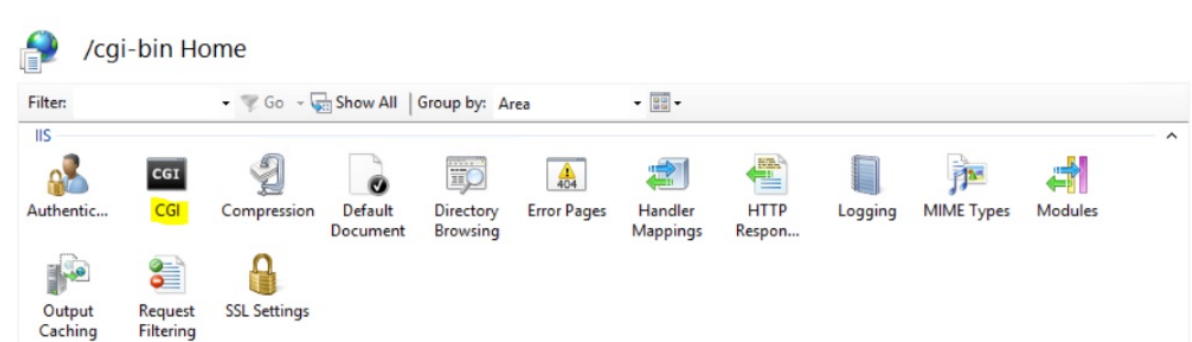 /cgi-bin Home
Filter: Go Show All Group by: Area
IIS
CGI
404
Authentic... CGI Compression Default Document Directory Browsing Error Pages Handler Mappings HTTP Respon... Logging MIME Types Modules
Output Caching Request Filtering SSL Settings